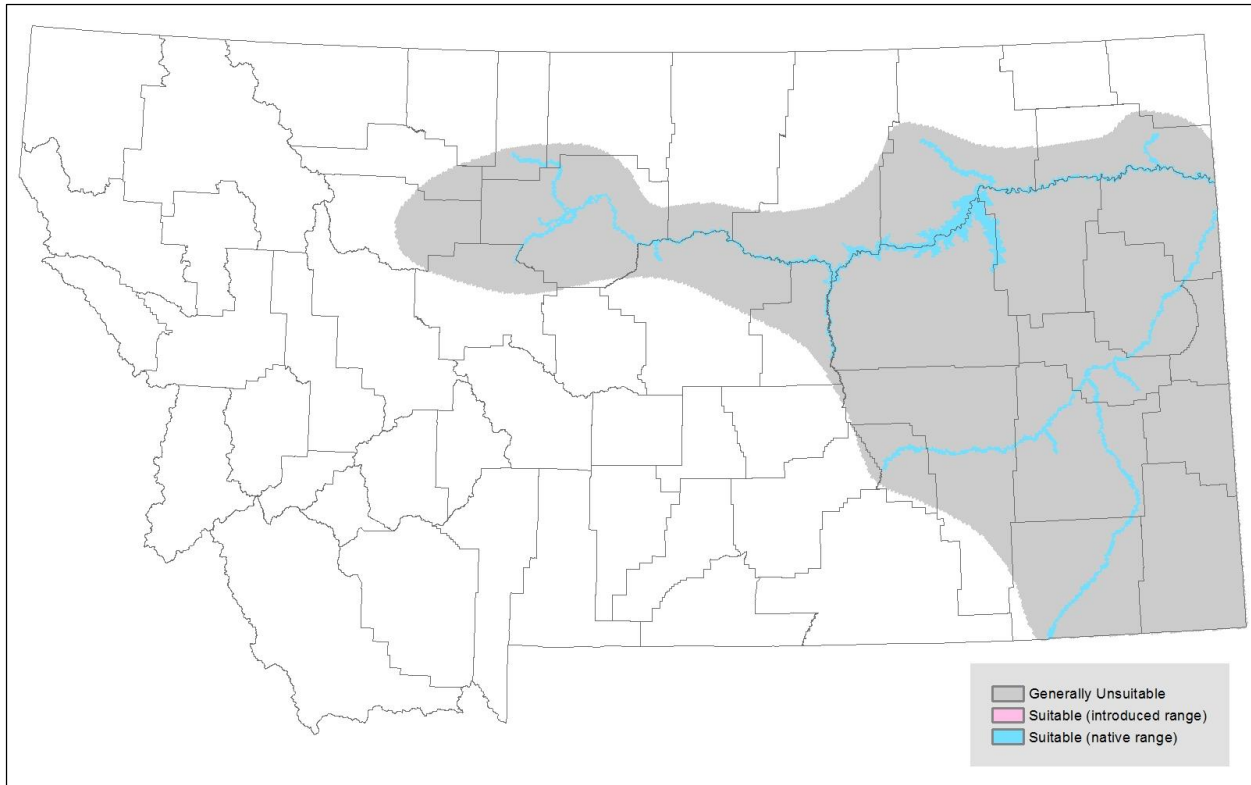 Generally Unsuitable
Suitable (introduced range)
Suitable (native range)